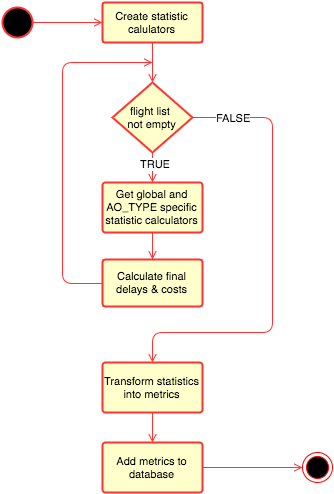 Create statistic
calulators
flight list
not empty
FALSE
TRUE
Get global and
AO_TYPE specific
statistic calculators
Calculate final
delays & costs
Transform statistics
into metrics
Add metrics to
database